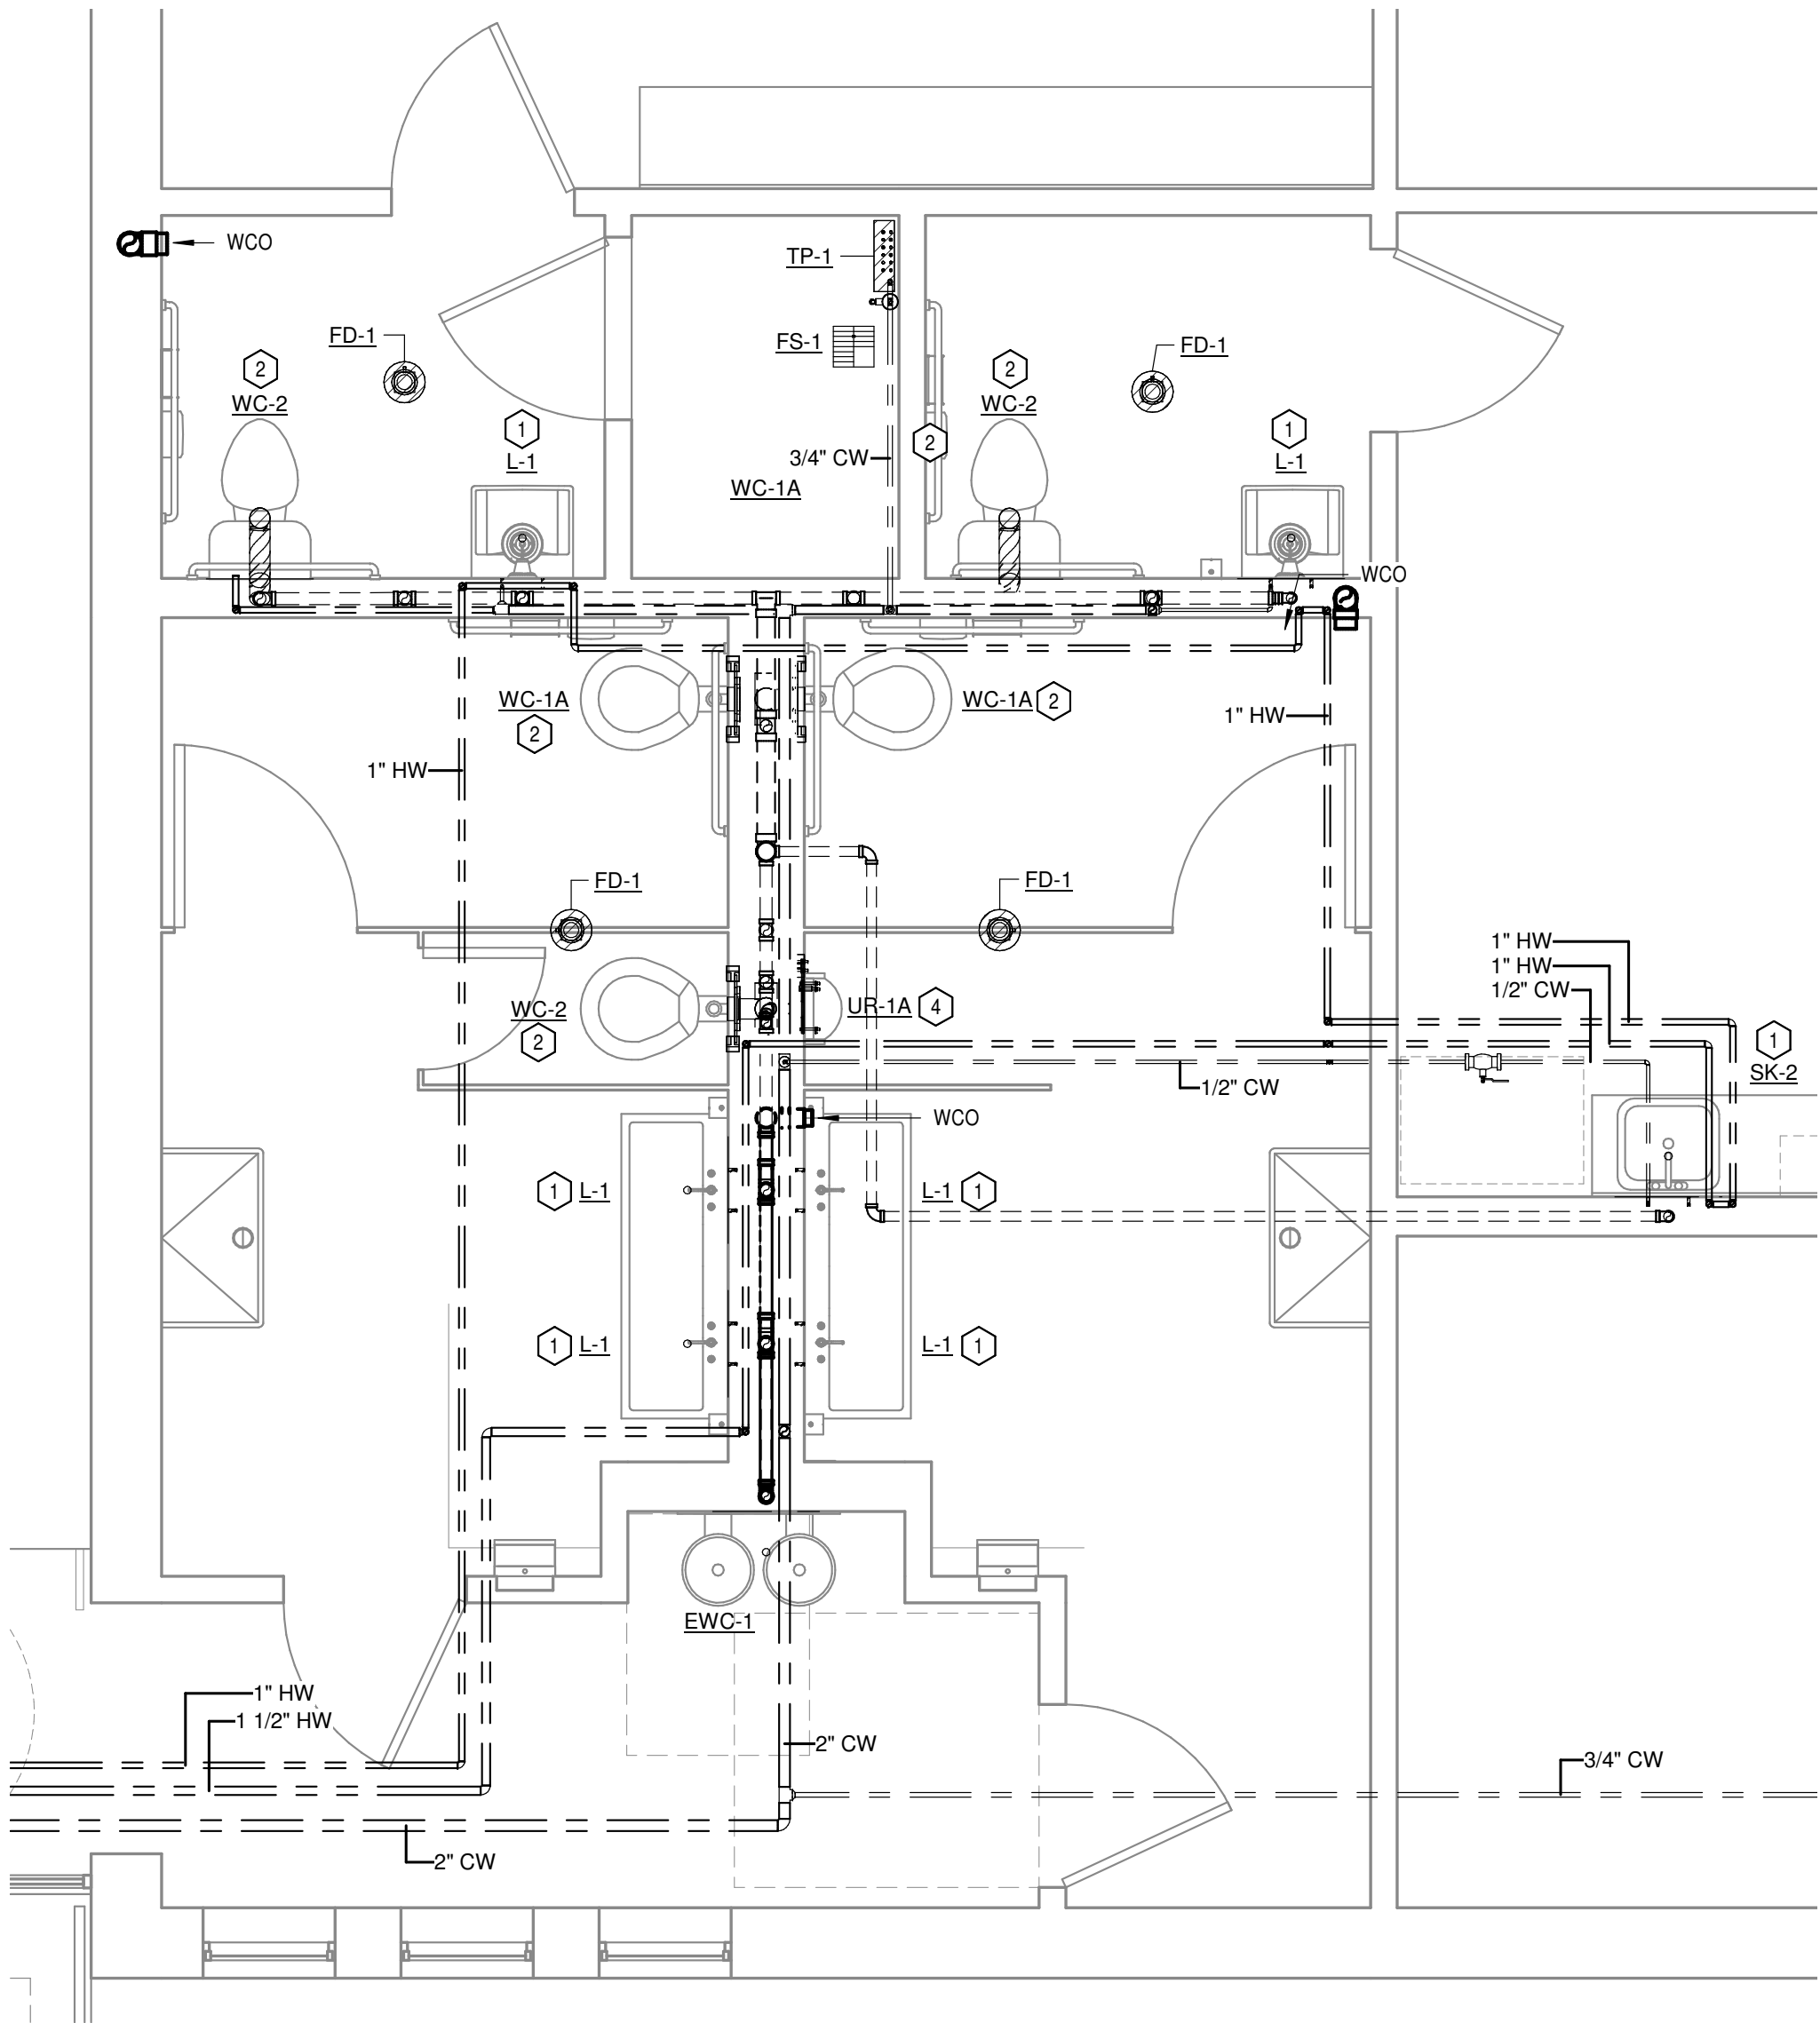 WCO
TP-1
FD-1
FS-1
FD-1
2
WC-2
2
WC-2
1
L-1
2
1
L-1
3/4" CW
WC-1A
WCO
WC-1A
2
WC-1A
2
1" HW
1" HW
FD-1
FD-1
1" HW
1" HW
1/2" CW
WC-2
2
UR-1A
4
1
SK-2
1/2" CW
WCO
1
L-1
L-1
1
1
L-1
L-1
1
EWC-1
1" HW
1 1/2" HW
2" CW
3/4" CW
2" CW